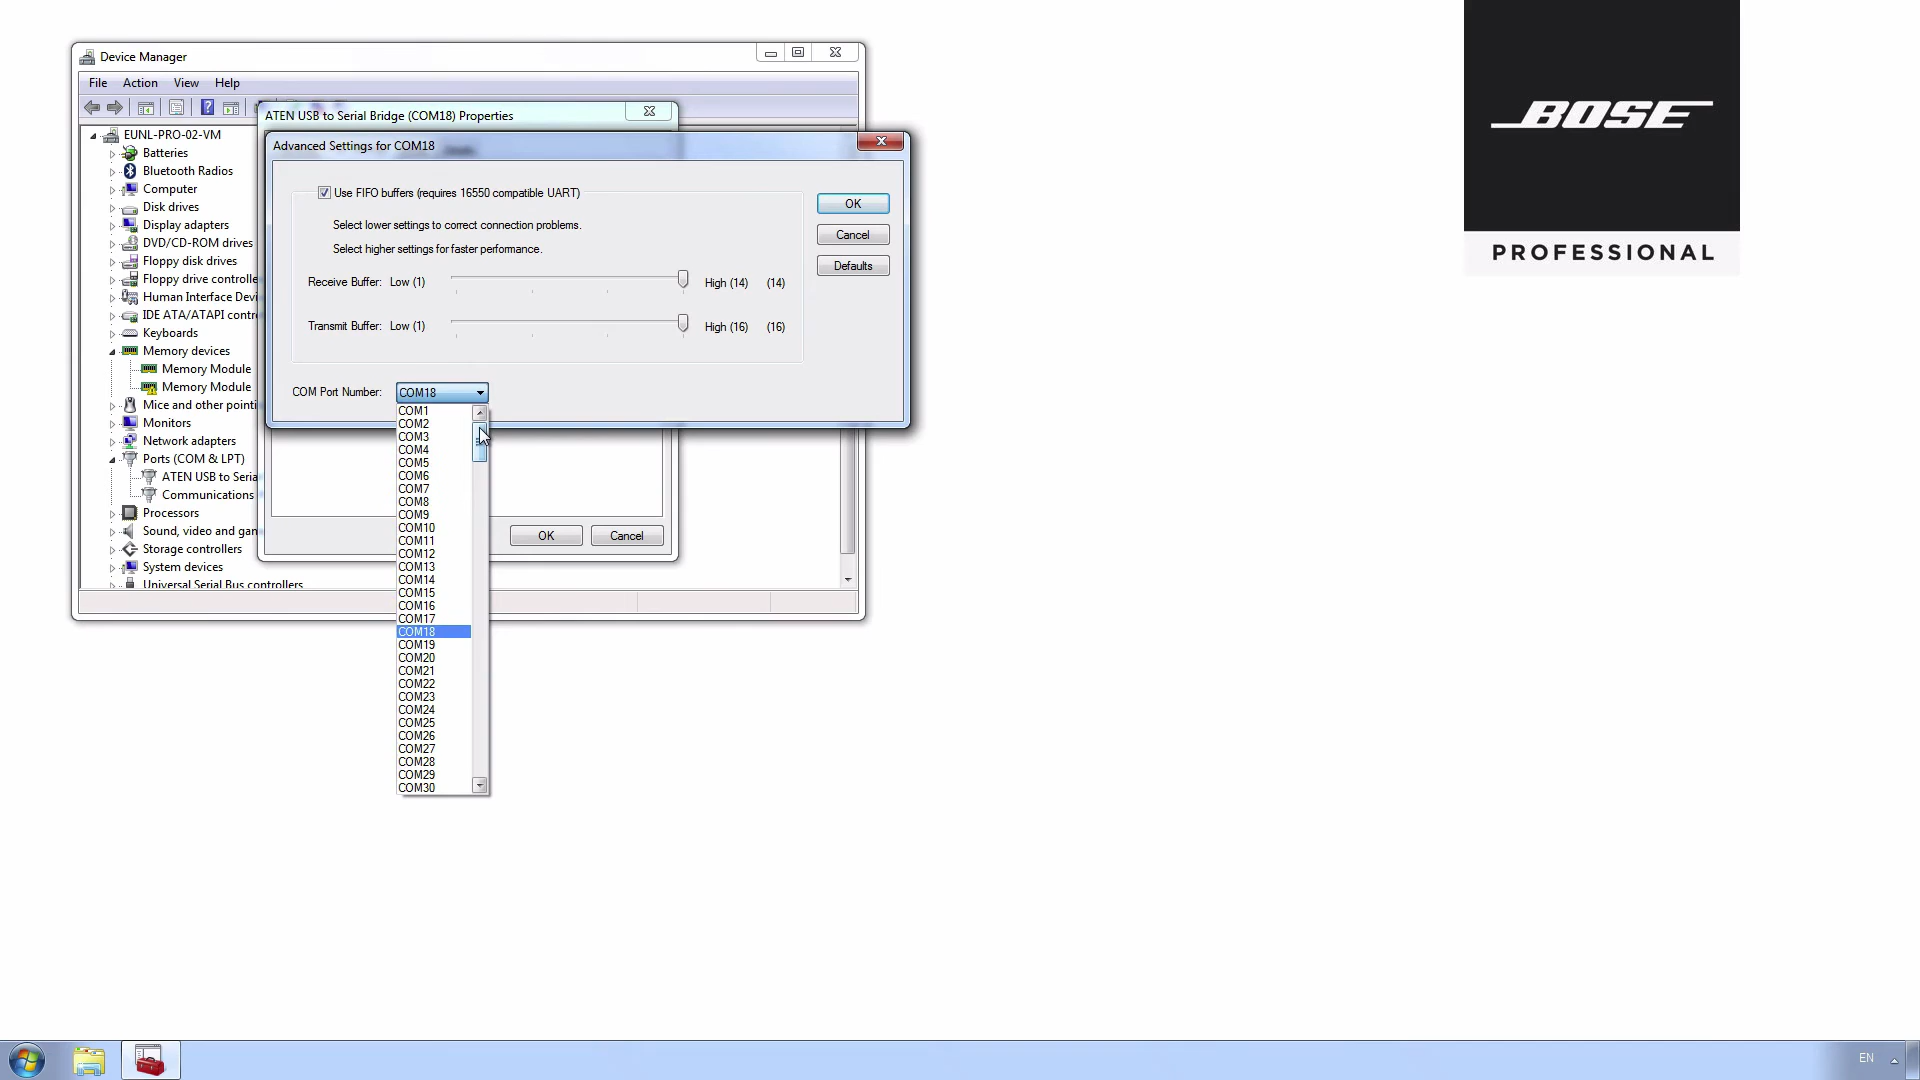 Device Manager
File Action View Help
EUNL-PRO-02-VM
Batteries
Bluetooth Radios
Computer
Disk drives
Display adapters
DVD/CD-ROM drives
Floppy disk drives
Floppy drive controlle
Human Interface Devi
IDE ATA/ATAPI contr
Keyboards
Memory devices
Memory Module
Memory Module
Mice and other pointi
Monitors
Network adapters
Ports (COM & LPT)
ATEN USB to Seria
Communications
Processors
Sound, video and gan
Storage controllers
System devices
Universal Serial Bus controllers
ATEN USB to Serial Bridge (COM18) Properties
OK Cancel
Advanced Settings for COM18
Use FIFO buffers (requires 16550 compatible UART)
Select lower settings to correct connection problems.
Select higher settings for faster performance.
Receive Buffer: Low (1) High (14) (14)
Transmit Buffer: Low (1) High (16) (16)
OK
Cancel
Defaults
COM Port Number: COM18
COM1
COM2
COM3
COM4
COM5
COM6
COM7
COM8
COM9
COM10
COM11
COM12
COM13
COM14
COM15
COM16
COM17
COM18
COM19
COM20
COM21
COM22
COM23
COM24
COM25
COM26
COM27
COM28
COM29
COM30
BOSE
PROFESSIONAL
EN